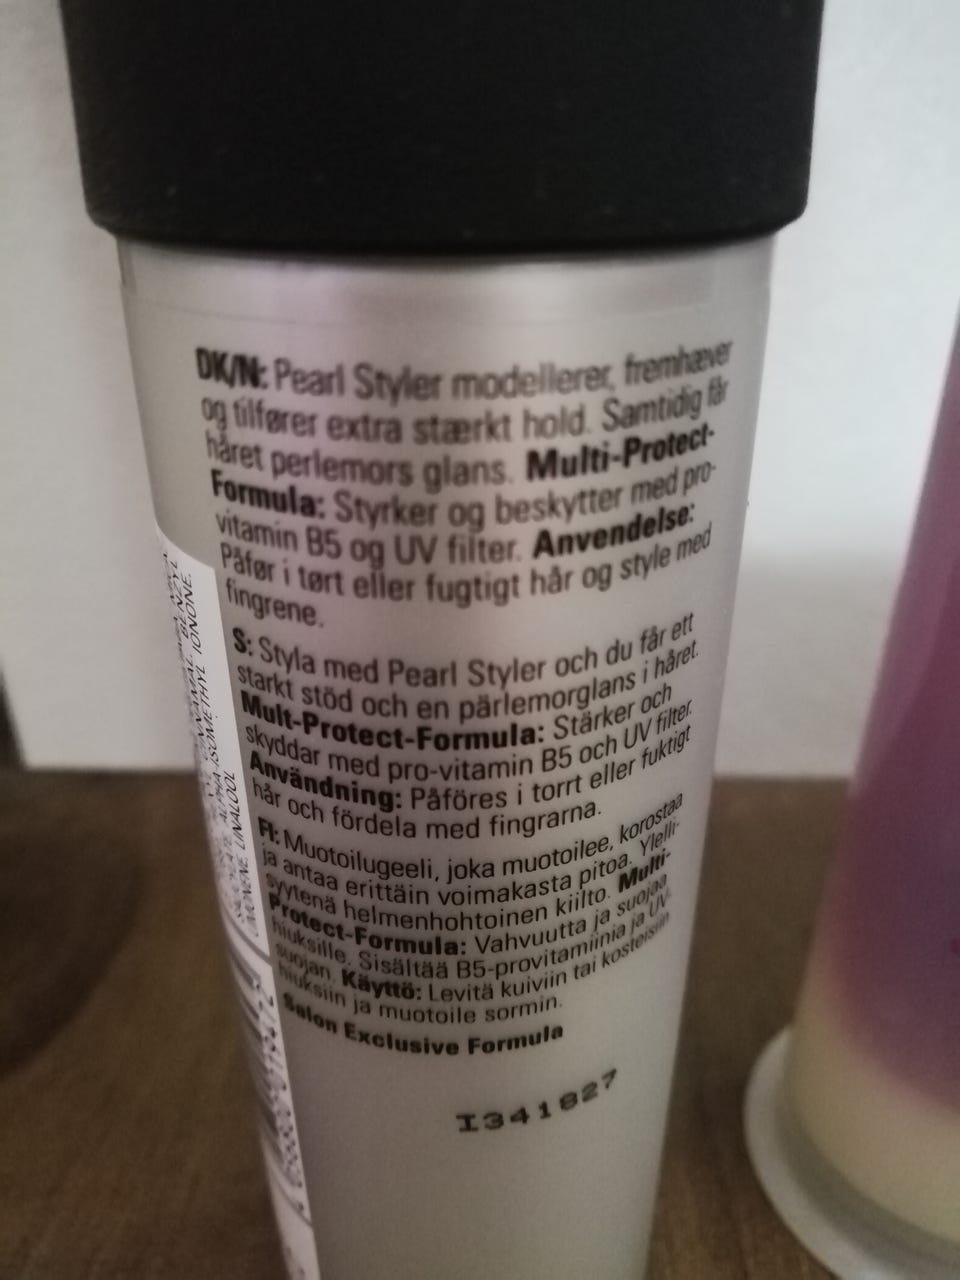 DK/N: Pearl Styler modellerer, fremhæver
og tilfører extra stærkt hold. Samtidig får
håret perlemors glans. Multi-Protect-
Formula: Styrker og beskytter med pro-
vitamin B5 og UV filter. Anvendelse:
Påfør i tørt eller fugtigt hår og style med
fingrene.
S: Styla med Pearl Styler och du får ett
starkt stöd och en pärlemorglans i håret.
Mult-Protect-Formula: Stärker och
skyddar med pro-vitamin B5 och UV filter.
Användning: Påföres i torrt eller fuktigt
hår och fördela med fingrarna.
FI: Muotoilugeeli, joka muotoilee, korostaa
ja antaa erittäin voimakasta pitoa. Ylelli-
syytenä helmenhohtoinen kiilto. Multi-
Protect-Formula: Vahvuutta ja suojaa
hiuksille. Sisältää B5-provitamiinia ja UV-
suojan. Käyttö: Levitä kuiviin tai kosteisiin
hiuksiin ja muotoile sormin.
Salon Exclusive Formula
I341827
BENZYL
ALPHA-ISOMETHYL IONONE,
LIMONENE, LINALOOL